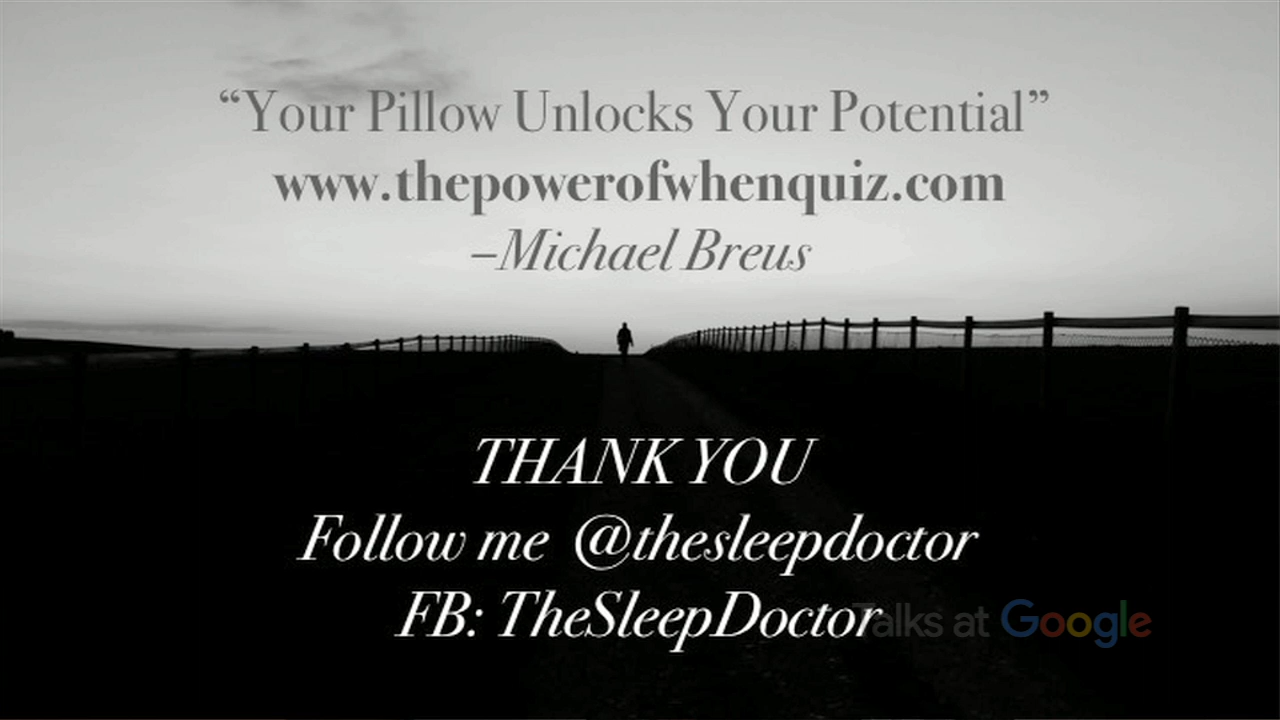 “Your Pillow Unlocks Your Potential”
www.thepowerofwhenquiz.com
–Michael Breus
THANK YOU
Follow me @thesleepdoctor
FB: TheSleepDoctor
Talks at Google